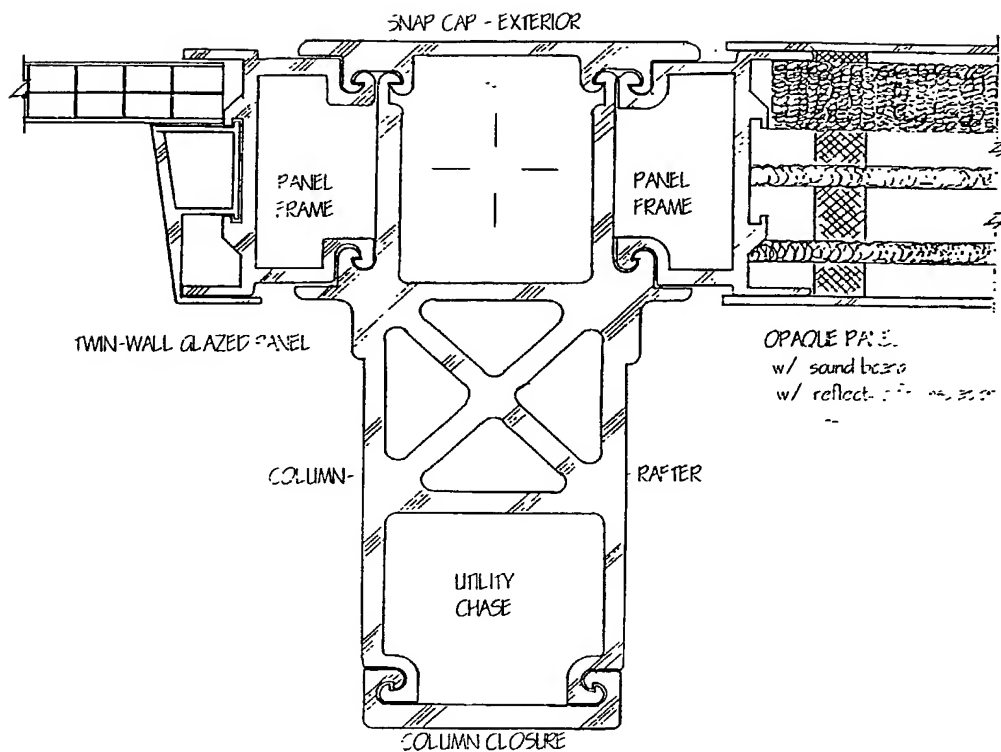 SNAP CAP - EXTERIOR
PANEL
FRAME
PANEL
FRAME
TWIN-WALL GLAZED PANEL
OPAQUE
w/ sound
w/
COLUMN-
RAFTER
UTILITY
CHASE
COLUMN CLOSURE